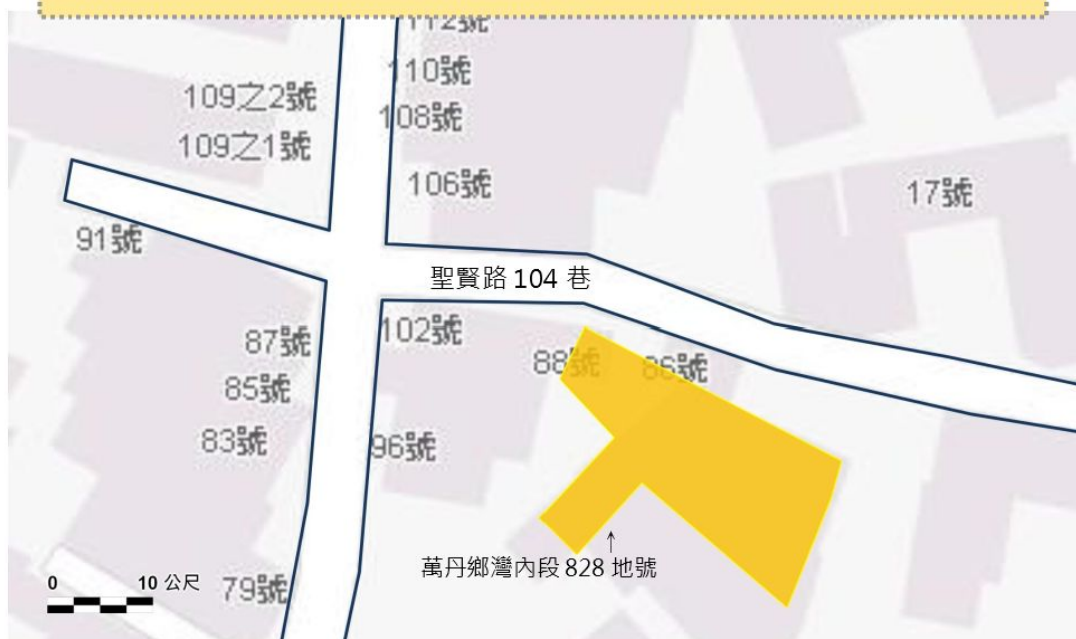 112號
110號
109之2號
108號
109之1號
106號
17號
91號
聖賢路 104 巷
102號
87號
88號
86號
85號
83號
96號
↑
萬丹鄉灣內段 828 地號
0 10 公尺
79號